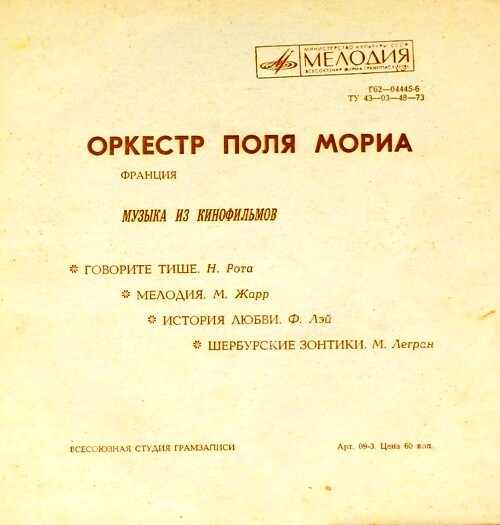 МИНИСТЕРСТВО КУЛЬТУРЫ СССР
МЕЛОДИЯ
ВСЕСОЮЗНАЯ ФИРМА ГРАМПЛАСТИНОК
Г62—04445-6
ТУ 43—03—48—73
ОРКЕСТР ПОЛЯ МОРИА
ФРАНЦИЯ
МУЗЫКА ИЗ КИНОФИЛЬМОВ
ГОВОРИТЕ ТИШЕ. Н. Рота
МЕЛОДИЯ. М. Жарр
ИСТОРИЯ ЛЮБВИ. Ф. Лэй
ШЕРБУРСКИЕ ЗОНТИКИ. М. Легран
ВСЕСОЮЗНАЯ СТУДИЯ ГРАМЗАПИСИ
Арт. 09-3. Цена 60 коп.